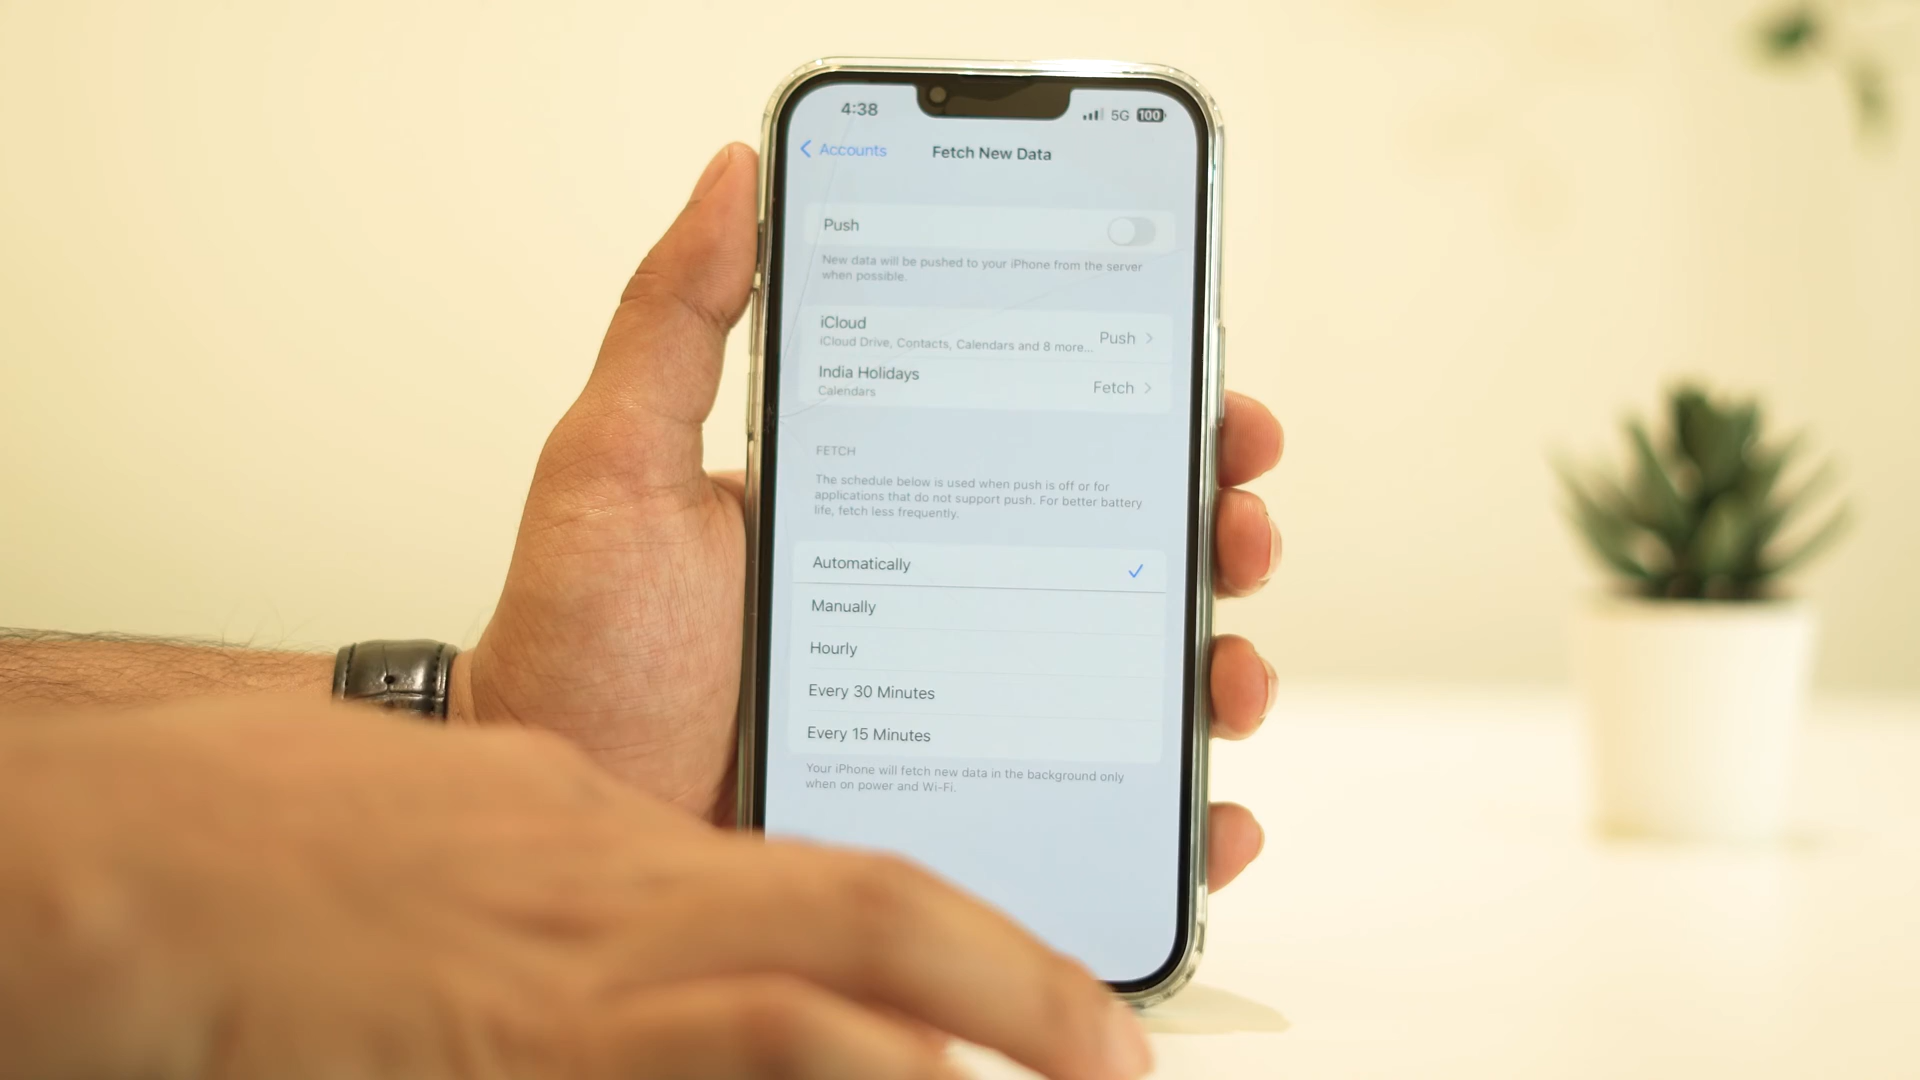 4:38
5G 100
Accounts
Fetch New Data
Push
New data will be pushed to your iPhone from the server
when possible.
iCloud
iCloud Drive, Contacts, Calendars and 8 more...
Push
India Holidays
Calendars
Fetch
FETCH
The schedule below is used when push is off or for
applications that do not support push. For better battery
life, fetch less frequently.
Automatically
Manually
Hourly
Every 30 Minutes
Every 15 Minutes
Your iPhone will fetch new data in the background only
when on power and Wi-Fi.